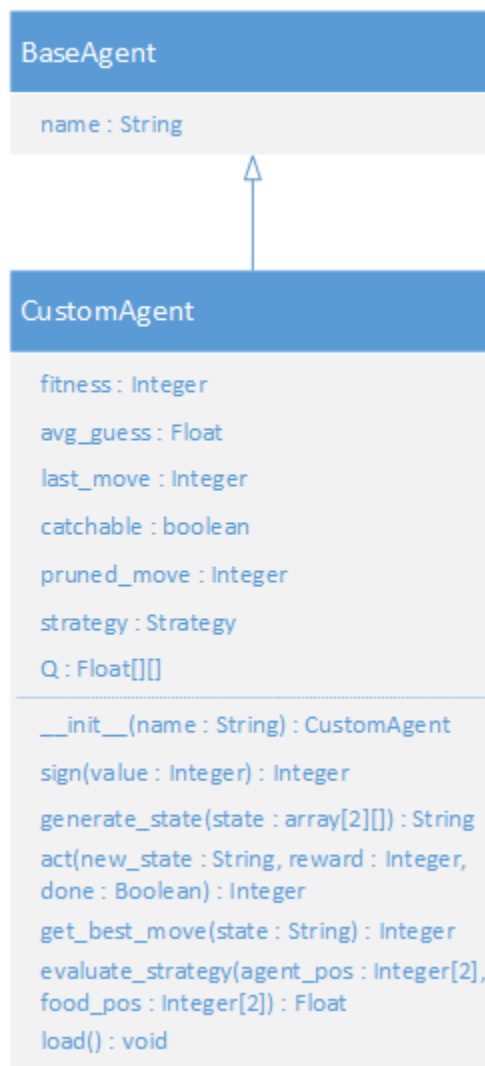 BaseAgent
name : String
CustomAgent
fitness : Integer
avg_guess : Float
last_move : Integer
catchable : boolean
pruned_move : Integer
strategy : Strategy
Q : Float[][]
__init__(name : String) : CustomAgent
sign(value : Integer) : Integer
generate_state(state : array[2][]) : String
act(new_state : String, reward : Integer,
done : Boolean) : Integer
get_best_move(state : String) : Integer
evaluate_strategy(agent_pos : Integer[2],
food_pos : Integer[2]) : Float
load() : void